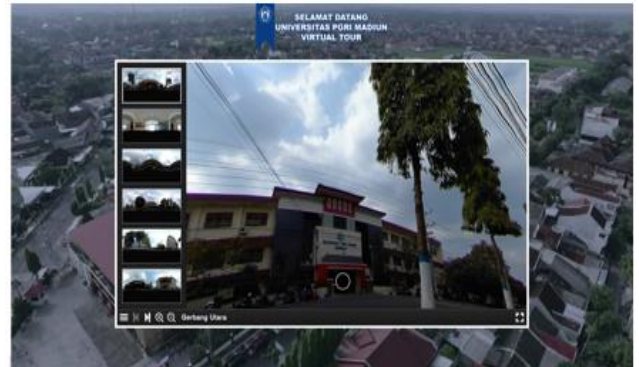 SELAMAT DATANG
UNIVERSITAS PGRI MADIUN
VIRTUAL TOUR
Gerbang Utara